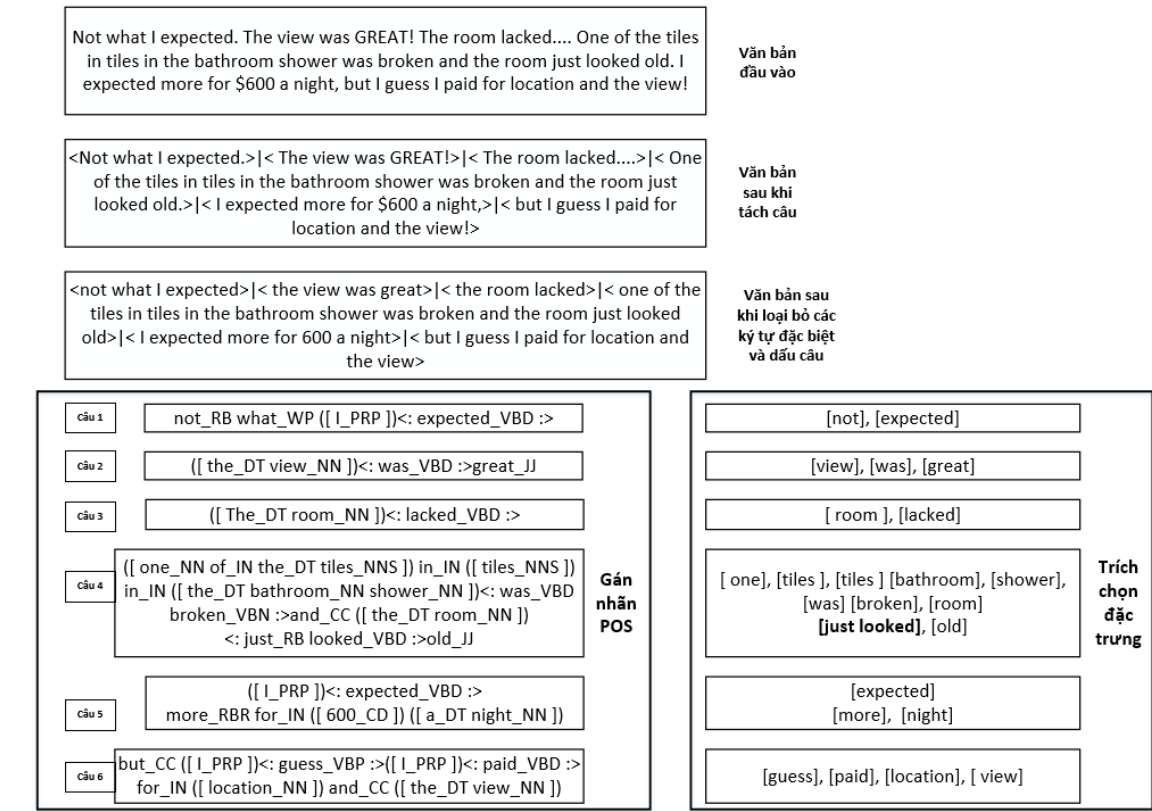 Not what I expected. The view was GREAT! The room lacked.... One of the tiles
in tiles in the bathroom shower was broken and the room just looked old. I
expected more for $600 a night, but I guess I paid for location and the view!
Văn bản
đầu vào
<Not what I expected.>|< The view was GREAT!>|< The room lacked....>|< One
of the tiles in tiles in the bathroom shower was broken and the room just
looked old.>|< I expected more for $600 a night,>|< but I guess I paid for
location and the view!>
Văn bản
sau khi
tách câu
<not what I expected>|< the view was great>|< the room lacked>|< one of the
tiles in tiles in the bathroom shower was broken and the room just looked
old>|< I expected more for 600 a night>|< but I guess I paid for location and
the view>
Văn bản sau
khi loại bỏ các
ký tự đặc biệt
và dấu câu
Câu 1
not_RB what_WP ([ I_PRP ])<: expected_VBD :>
[not], [expected]
Câu 2
([ the_DT view_NN ])<: was_VBD :>great_JJ
[view], [was], [great]
Câu 3
([ The_DT room_NN ])<: lacked_VBD :>
[ room ], [lacked]
Câu 4
([ one_NN of_IN the_DT tiles_NNS ]) in_IN ([ tiles_NNS ])
in_IN ([ the_DT bathroom_NN shower_NN ])<: was_VBD
broken_VBN :>and_CC ([ the_DT room_NN ])
<: just_RB looked_VBD :>old_JJ
Gán
nhãn
POS
[ one], [tiles ], [tiles ] [bathroom], [shower],
[was] [broken], [room]
[just looked], [old]
Trích
chọn
đặc
trưng
Câu 5
([ I_PRP ])<: expected_VBD :>
more_RBR for_IN ([ 600_CD ]) ([ a_DT night_NN ])
[expected]
[more], [night]
Câu 6
but_CC ([ I_PRP ])<: guess_VBP :>([ I_PRP ])<: paid_VBD :>
for_IN ([ location_NN ]) and_CC ([ the_DT view_NN ])
[guess], [paid], [location], [ view]